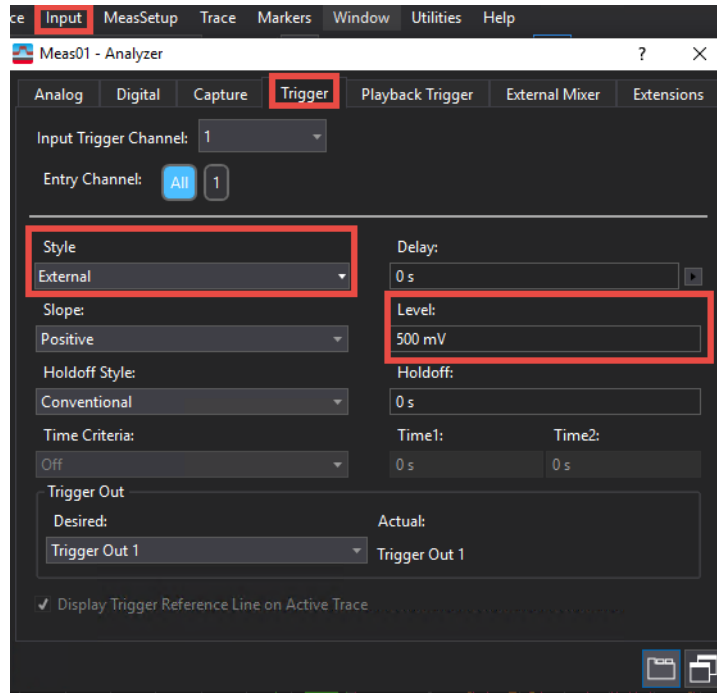 ce Input MeasSetup Trace Markers Window Utilities Help
Meas01 - Analyzer ? X
Analog Digital Capture Trigger Playback Trigger External Mixer Extensions
Input Trigger Channel: 1
Entry Channel: All 1
Style Delay:
External 0 s
Slope: Level:
Positive 500 mV
Holdoff Style: Holdoff:
Conventional 0 s
Time Criteria: Time1: Time2:
Off 0 s 0 s
Trigger Out
Desired: Actual:
Trigger Out 1 Trigger Out 1
Display Trigger Reference Line on Active Trace